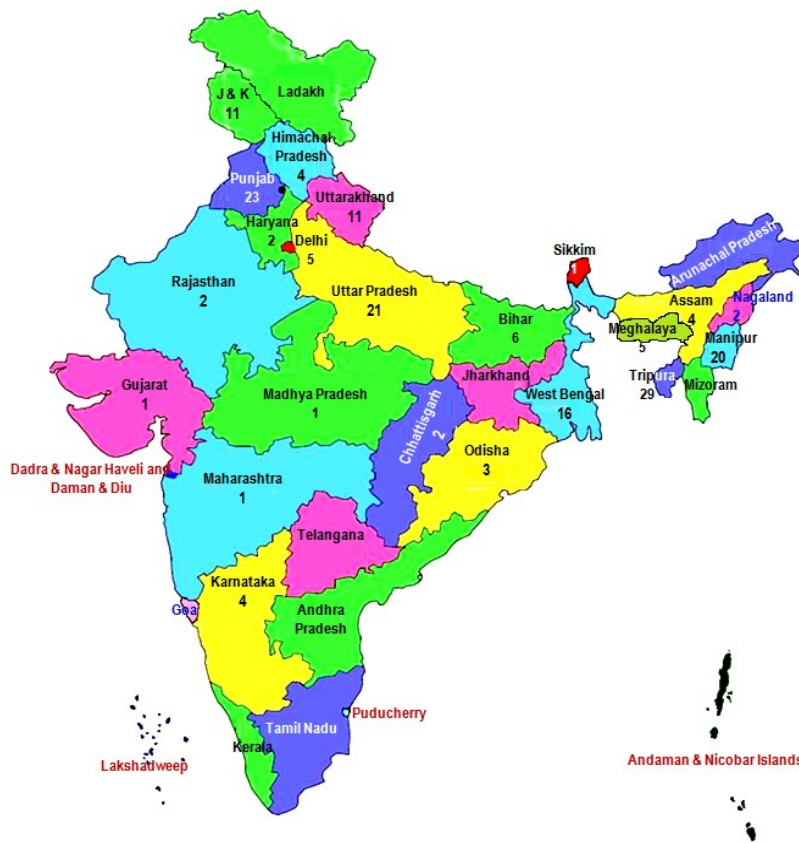 J & K
11
Ladakh
Himachal
Pradesh
4
Punjab
23
Uttarakhand
11
Haryana
2
Delhi
5
Rajasthan
2
Uttar Pradesh
21
Sikkim
1
Arunachal Pradesh
Assam
4
Nagaland
2
Bihar
6
Meghalaya
5
Manipur
20
Gujarat
1
Madhya Pradesh
1
Jharkhand
West Bengal
16
Tripura
29
Mizoram
Chhattisgarh
2
Dadra & Nagar Haveli and
Daman & Diu
Maharashtra
1
Odisha
3
Telangana
Karnataka
4
Goa
Andhra
Pradesh
Puducherry
Tamil Nadu
Kerala
Lakshadweep
Andaman & Nicobar Islands